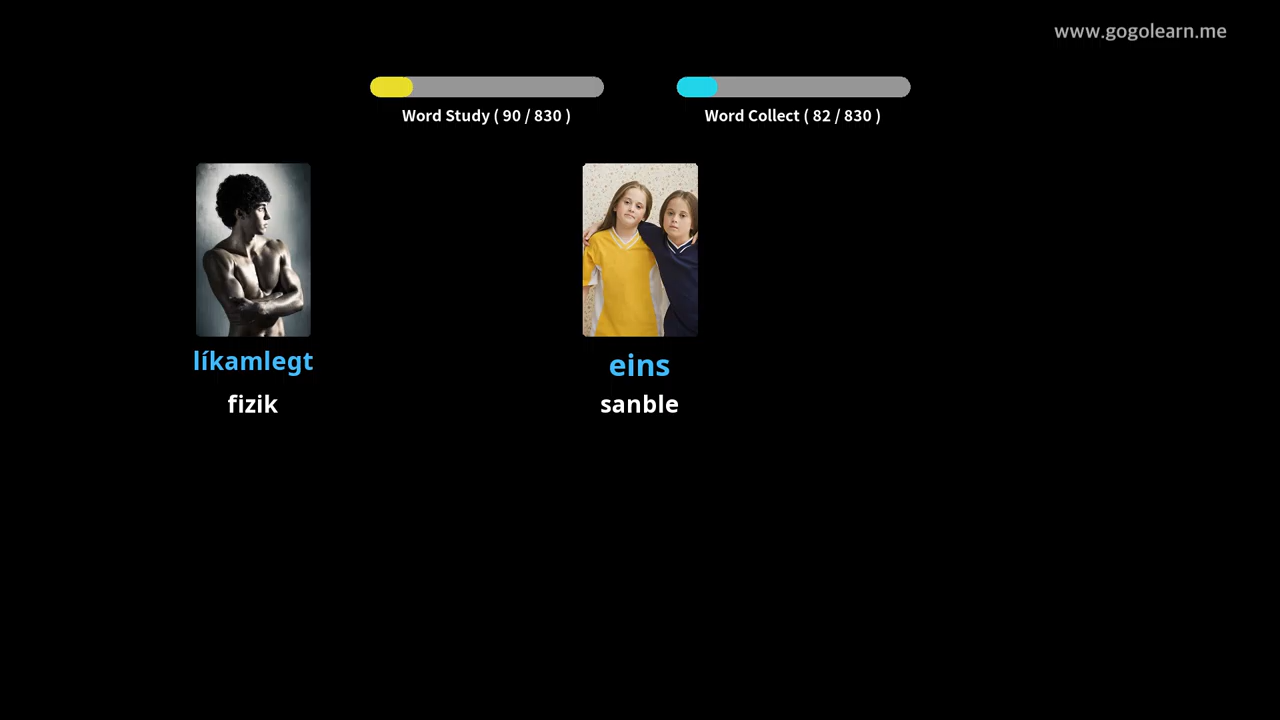 www.gogolearn.me
Word Study ( 90 / 830 )
Word Collect ( 82 / 830 )
líkamlegt
fizik
eins
sanble